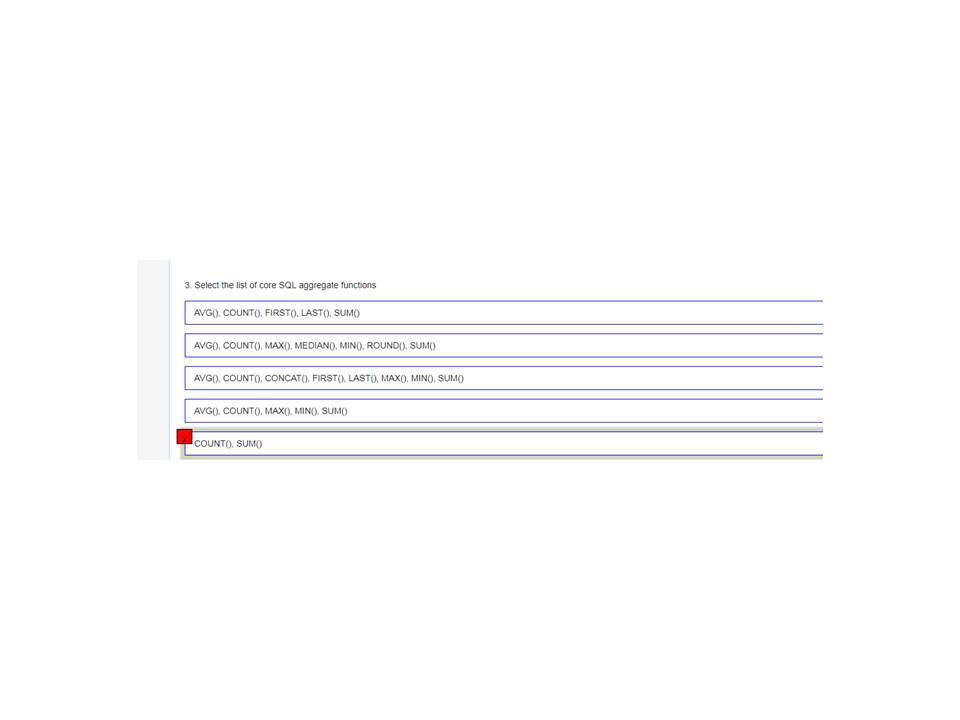 3. Select the list of core SQL aggregate functions
AVG(), COUNT(), FIRST(), LAST(), SUM()
AVG(), COUNT(), MAX(), MEDIAN(), MIN(), ROUND(), SUM()
AVG(), COUNT(), CONCAT(), FIRST(), LAST(), MAX(), MIN(), SUM()
AVG(), COUNT(), MAX(), MIN(), SUM()
COUNT(), SUM()